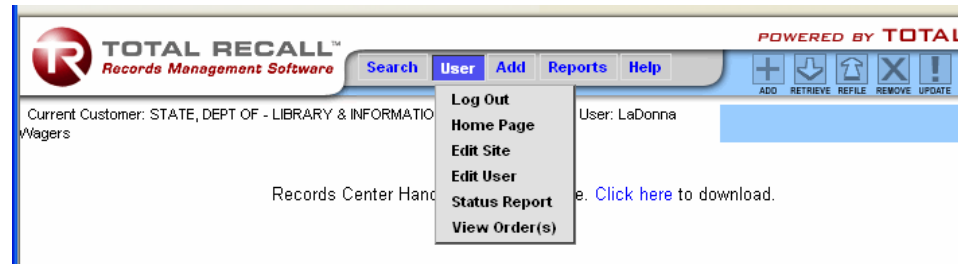 POWERED BY TOTAL
TOTAL RECALL™
Records Management Software
Search User Add Reports Help
ADD RETRIEVE REFILE REMOVE UPDATE
Log Out
Current Customer: STATE, DEPT OF - LIBRARY & INFORMATIO User: LaDonna
Wagers
Home Page
Edit Site
Edit User
Records Center Hand e. Click here to download.
Status Report
View Order(s)